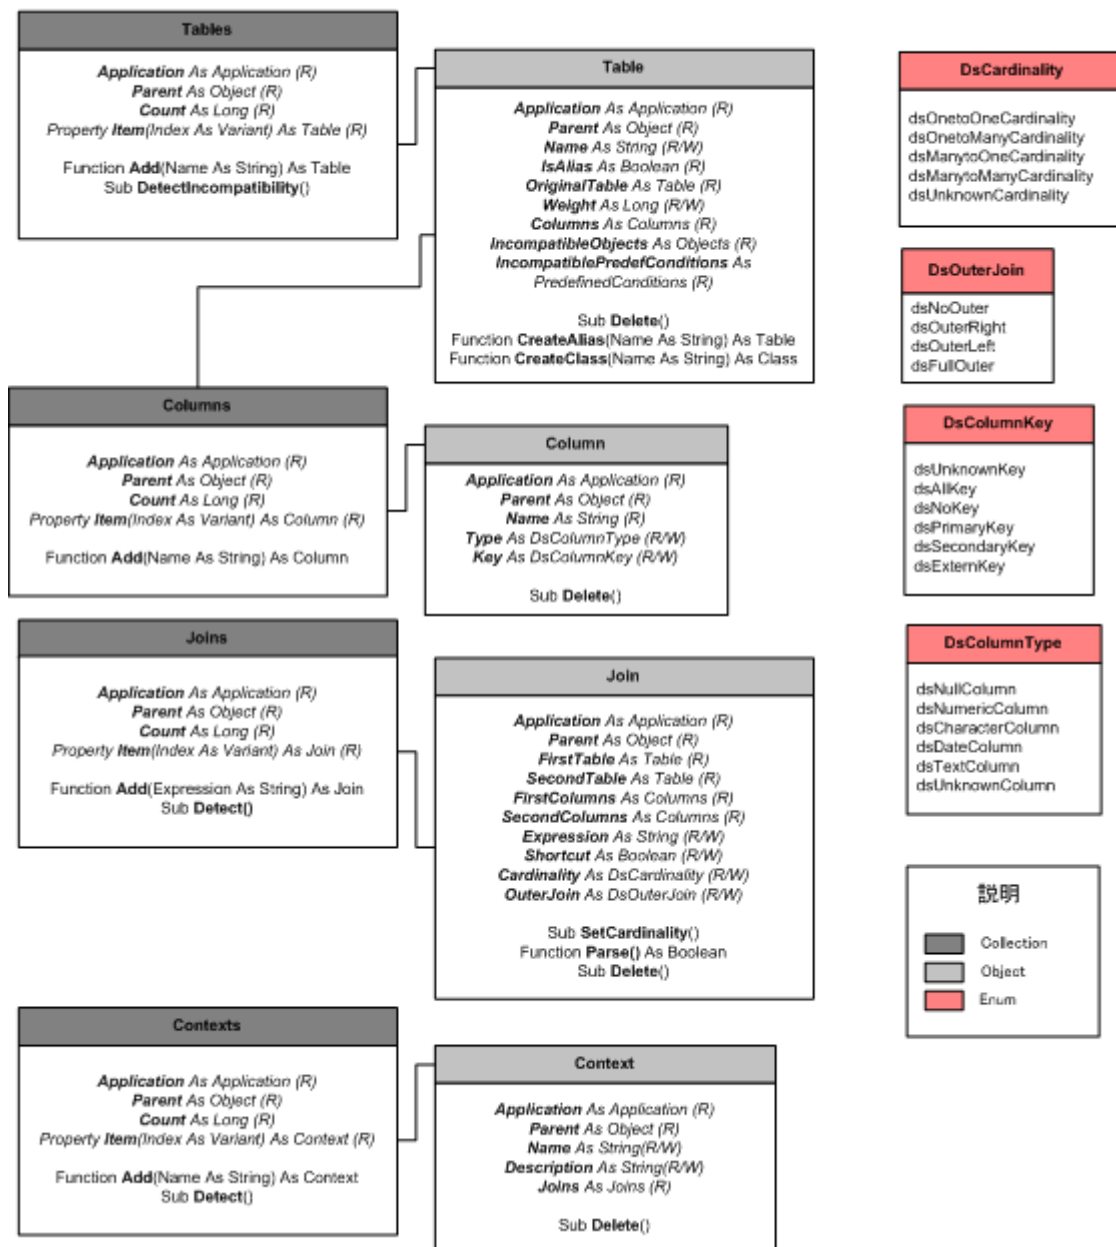 Tables
Application As Application (R)
Parent As Object (R)
Count As Long (R)
Property Item(Index As Variant) As Table (R)
Function Add(Name As String) As Table
Sub DetectIncompatibility()
Table
Application As Application (R)
Parent As Object (R)
Name As String (R/W)
IsAlias As Boolean (R)
OriginalTable As Table (R)
Weight As Long (R/W)
Columns As Columns (R)
IncompatibleObjects As Objects (R)
IncompatiblePredefConditions As
PredefinedConditions (R)
Sub Delete()
Function CreateAlias(Name As String) As Table
Function CreateClass(Name As String) As Class
Columns
Application As Application (R)
Parent As Object (R)
Count As Long (R)
Property Item(Index As Variant) As Column (R)
Function Add(Name As String) As Column
Column
Application As Application (R)
Parent As Object (R)
Name As String (R)
Type As DsColumnType (R/W)
Key As DsColumnKey (R/W)
Sub Delete()
Joins
Application As Application (R)
Parent As Object (R)
Count As Long (R)
Property Item(Index As Variant) As Join (R)
Function Add(Expression As String) As Join
Sub Detect()
Join
Application As Application (R)
Parent As Object (R)
FirstTable As Table (R)
SecondTable As Table (R)
FirstColumns As Columns (R)
SecondColumns As Columns (R)
Expression As String (R/W)
Shortcut As Boolean (R/W)
Cardinality As DsCardinality (R/W)
OuterJoin As DsOuterJoin (R/W)
Sub SetCardinality()
Function Parse() As Boolean
Sub Delete()
Contexts
Application As Application (R)
Parent As Object (R)
Count As Long (R)
Property Item(Index As Variant) As Context (R)
Function Add(Name As String) As Context
Sub Detect()
Context
Application As Application (R)
Parent As Object (R)
Name As String(R/W)
Description As String(R/W)
Joins As Joins (R)
Sub Delete()
DsCardinality
dsOnetoOneCardinality
dsOnetoManyCardinality
dsManytoOneCardinality
dsManytoManyCardinality
dsUnknownCardinality
DsOuterJoin
dsNoOuter
dsOuterRight
dsOuterLeft
dsFullOuter
DsColumnKey
dsUnknownKey
dsAllKey
dsNoKey
dsPrimaryKey
dsSecondaryKey
dsExternKey
DsColumnType
dsNullColumn
dsNumericColumn
dsCharacterColumn
dsDateColumn
dsTextColumn
dsUnknownColumn
説明
Collection
Object
Enum